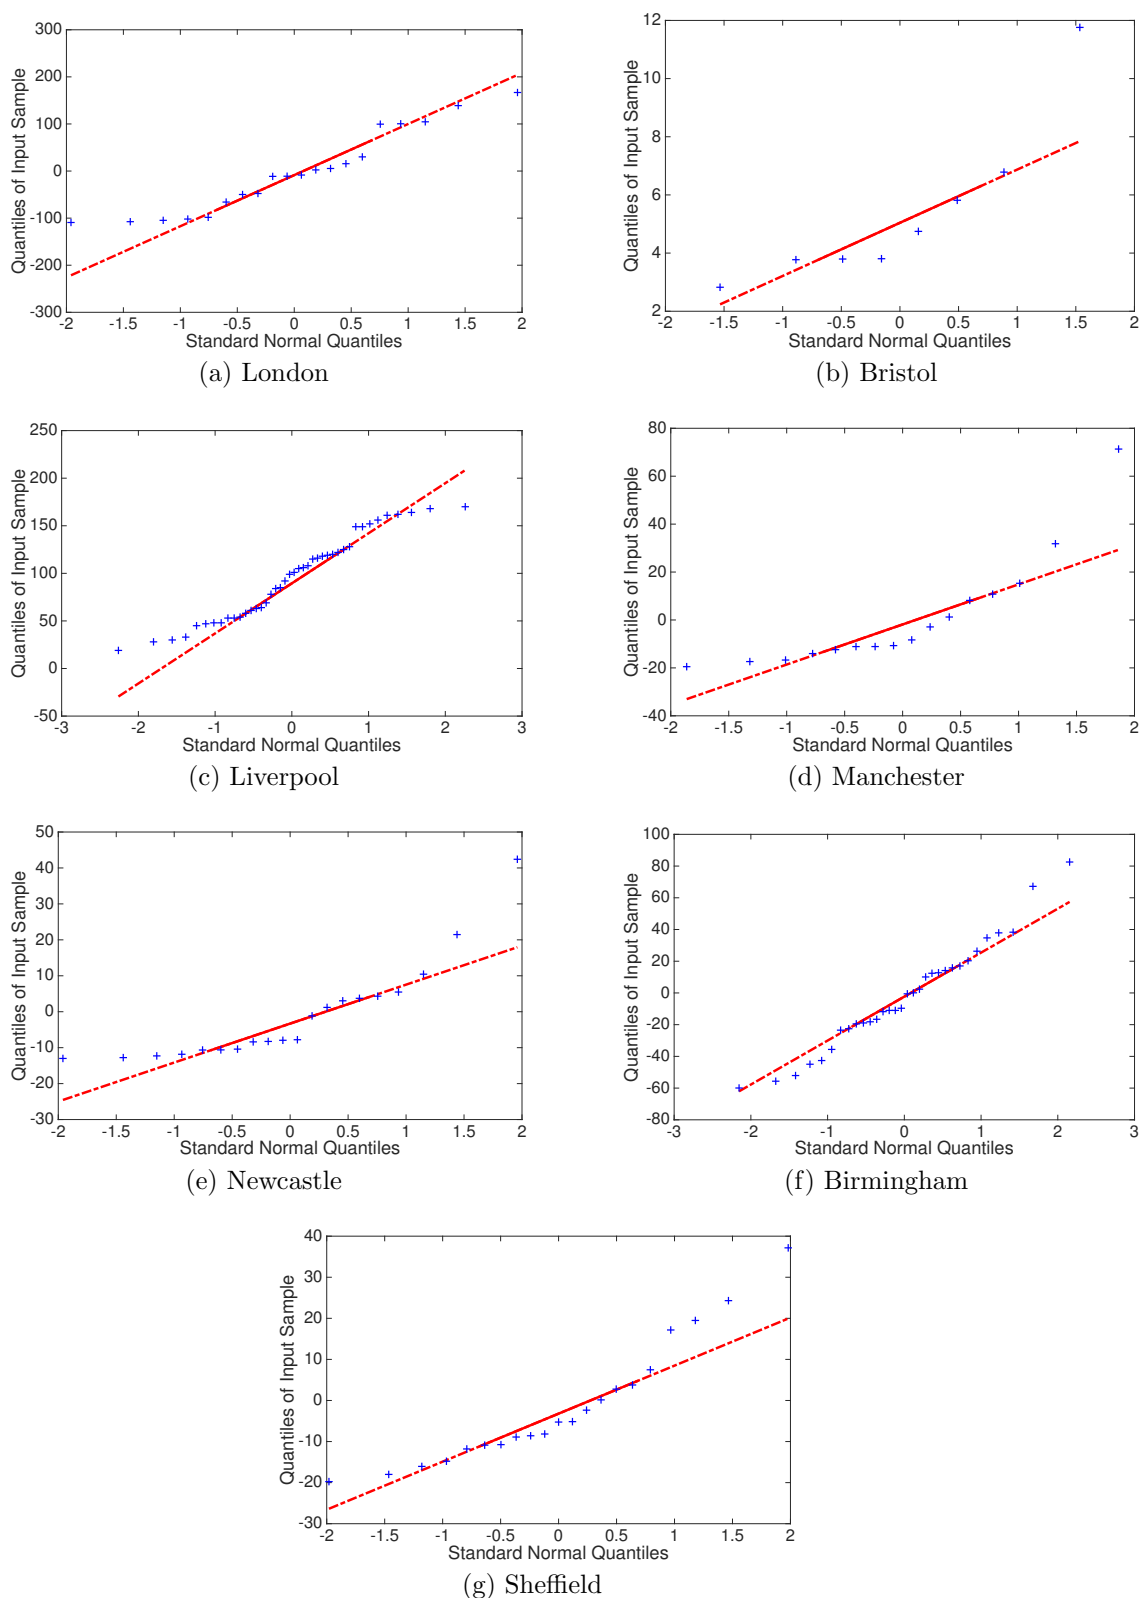 Quantiles of Input Sample
300
200
100
0
-100
-200
-300
-2 -1.5 -1 -0.5 0 0.5 1 1.5 2
Standard Normal Quantiles
(a) London
Quantiles of Input Sample
12
10
8
6
4
2
-2 -1.5 -1 -0.5 0 0.5 1 1.5 2
Standard Normal Quantiles
(b) Bristol
Quantiles of Input Sample
250
200
150
100
50
0
-50
-3 -2 -1 0 1 2 3
Standard Normal Quantiles
(c) Liverpool
Quantiles of Input Sample
80
60
40
20
0
-20
-40
-2 -1.5 -1 -0.5 0 0.5 1 1.5 2
Standard Normal Quantiles
(d) Manchester
Quantiles of Input Sample
50
40
30
20
10
0
-10
-20
-30
-2 -1.5 -1 -0.5 0 0.5 1 1.5 2
Standard Normal Quantiles
(e) Newcastle
Quantiles of Input Sample
100
80
60
40
20
0
-20
-40
-60
-80
-3 -2 -1 0 1 2 3
Standard Normal Quantiles
(f) Birmingham
Quantiles of Input Sample
40
30
20
10
0
-10
-20
-30
-2 -1.5 -1 -0.5 0 0.5 1 1.5 2
Standard Normal Quantiles
(g) Sheffield